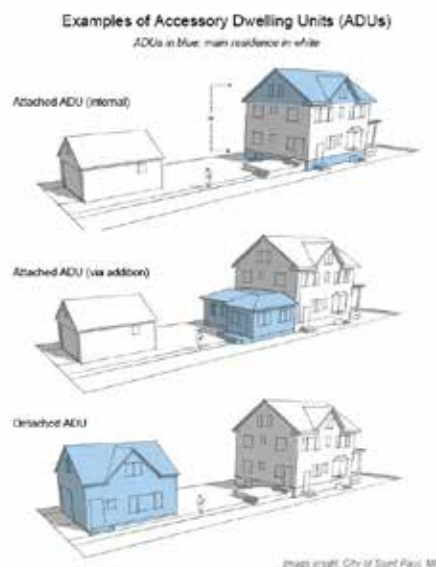 Examples of Accessory Dwelling Units (ADUs)
ADUs in blue; main residence in white
Attached ADU (internal)
Attached ADU (via addition)
Detached ADU
Image credit: City of Saint Paul, MN